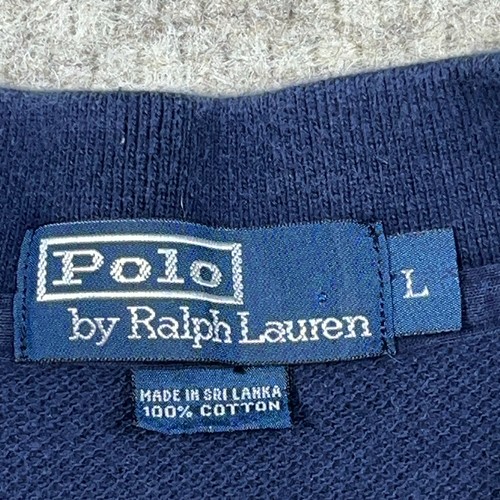 Polo
by Ralph Lauren
L
MADE IN SRI LANKA
100% COTTON